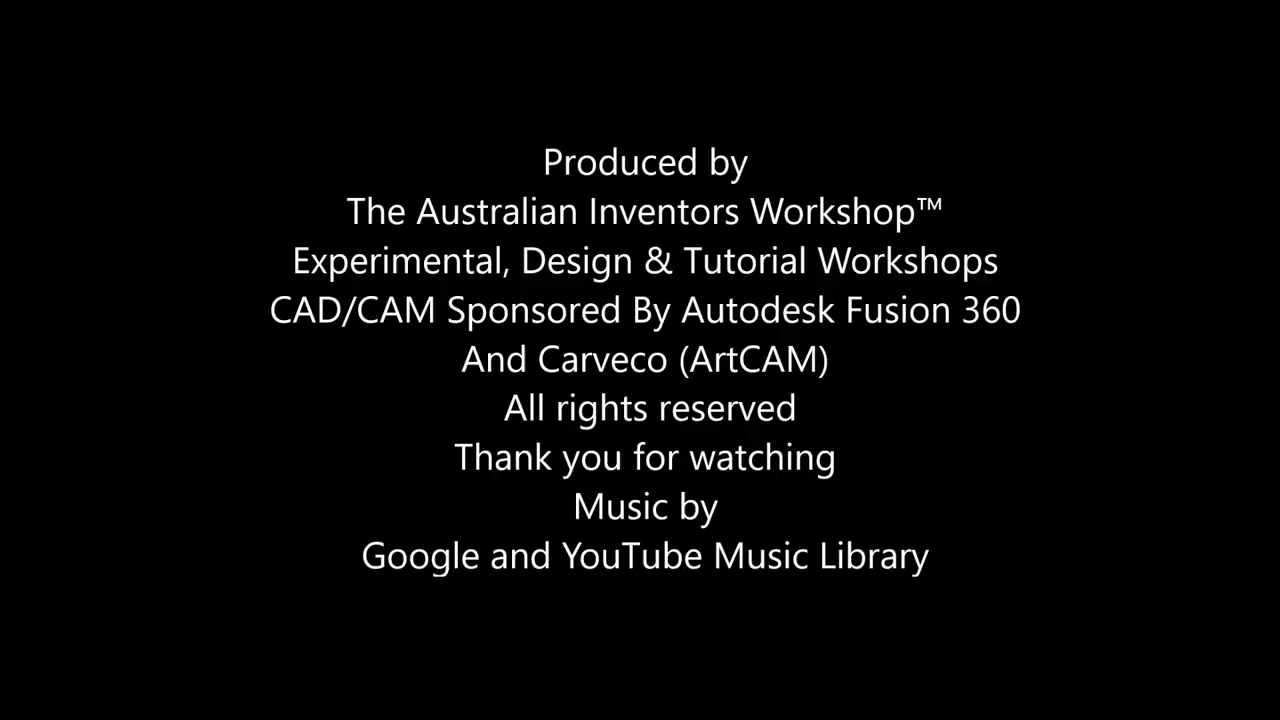 Produced by
The Australian Inventors Workshop™
Experimental, Design & Tutorial Workshops
CAD/CAM Sponsored By Autodesk Fusion 360
And Carveco (ArtCAM)
All rights reserved
Thank you for watching
Music by
Google and YouTube Music Library